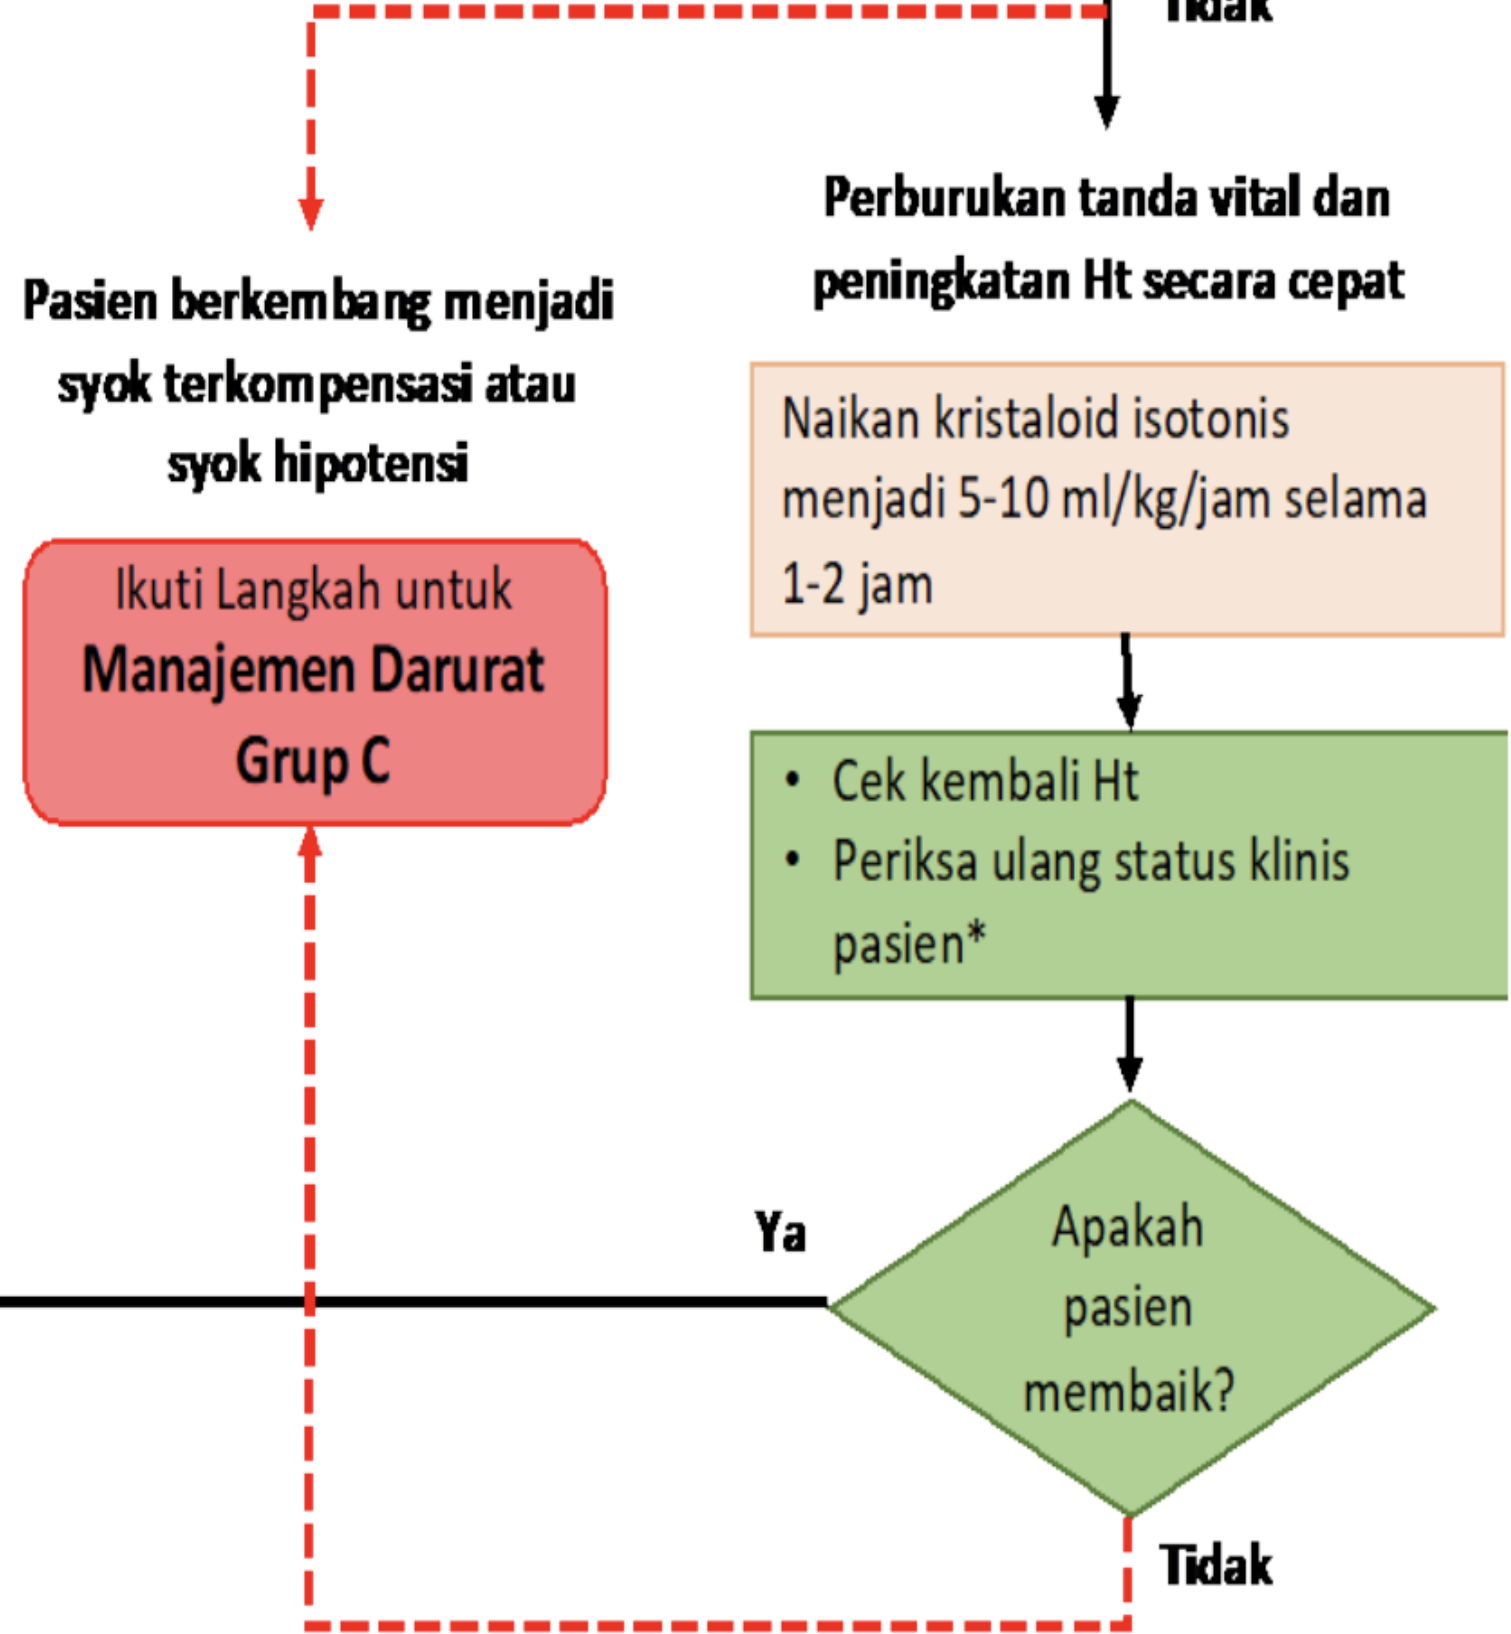 Tidak
Perburukan tanda vital dan
peningkatan Ht secara cepat
Pasien berkembang menjadi
syok terkompensasi atau
syok hipotensi
Naikan kristaloid isotonis
menjadi 5-10 ml/kg/jam selama
1-2 jam
Ikuti Langkah untuk
Manajemen Darurat
Grup C
• Cek kembali Ht
• Periksa ulang status klinis
pasien*
Ya
Apakah
pasien
membaik?
Tidak